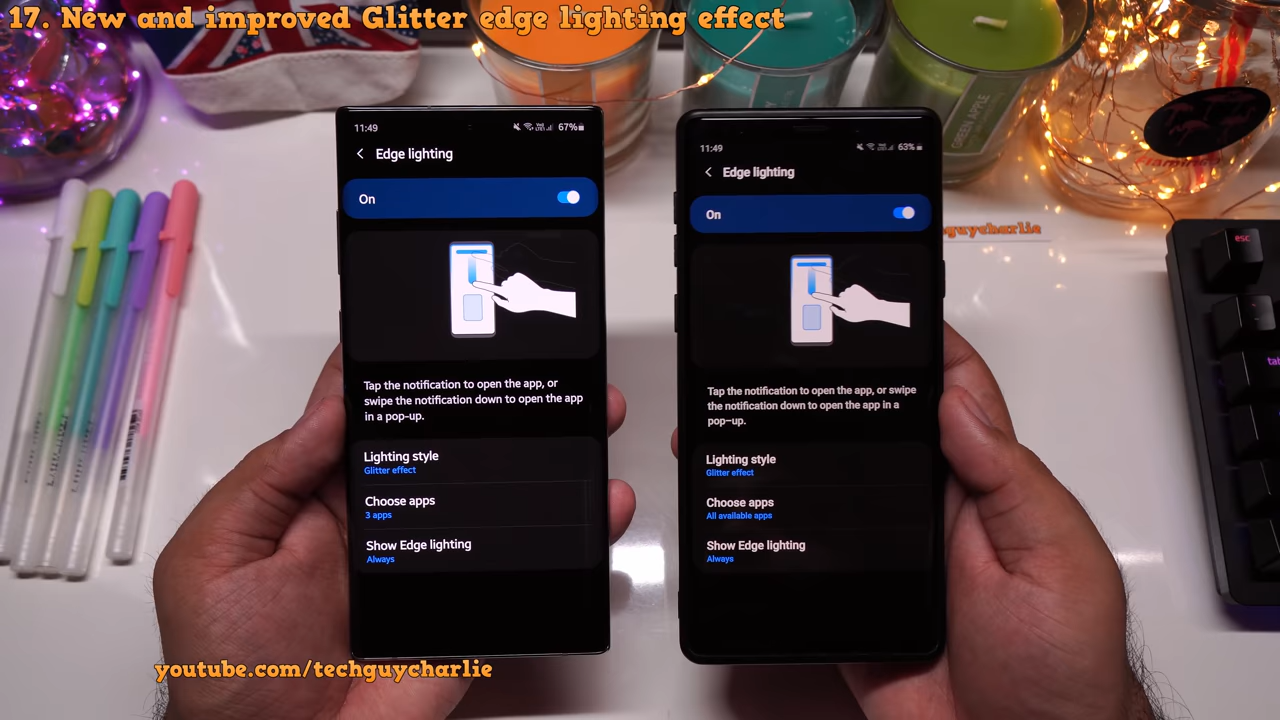 17. New and improved Glitter edge lighting effect
11:49
67%
Edge lighting
On
Tap the notification to open the app, or
swipe the notification down to open the app
in a pop-up.
Lighting style
Glitter effect
Choose apps
3 apps
Show Edge lighting
Always
11:49
63%
Edge lighting
On
Tap the notification to open the app, or swipe
the notification down to open the app in a
pop-up.
Lighting style
Glitter effect
Choose apps
All available apps
Show Edge lighting
Always
GREEN APPLE
Flamingo
guycharlie
esc
tab
youtube.com/techguycharlie